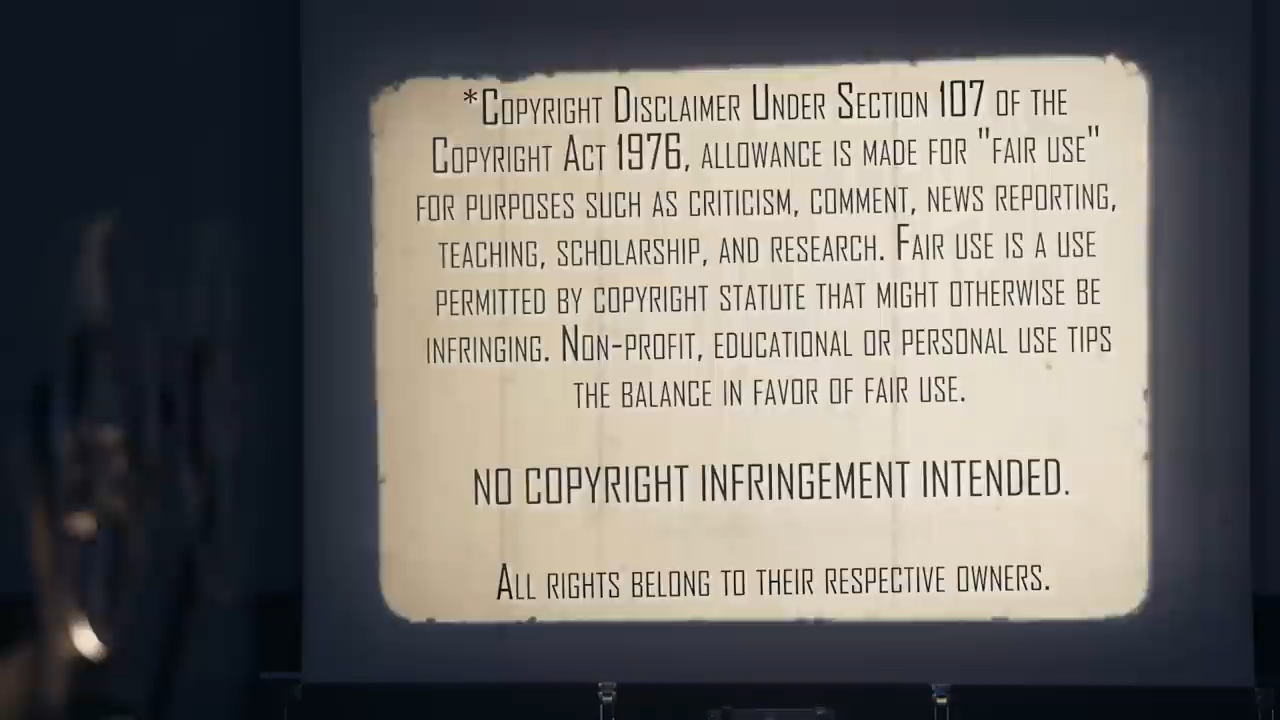 *Copyright Disclaimer Under Section 107 of the
Copyright Act 1976, allowance is made for "fair use"
for purposes such as criticism, comment, news reporting,
teaching, scholarship, and research. Fair use is a use
permitted by copyright statute that might otherwise be
infringing. Non-profit, educational or personal use tips
the balance in favor of fair use.
NO COPYRIGHT INFRINGEMENT INTENDED.
All rights belong to their respective owners.